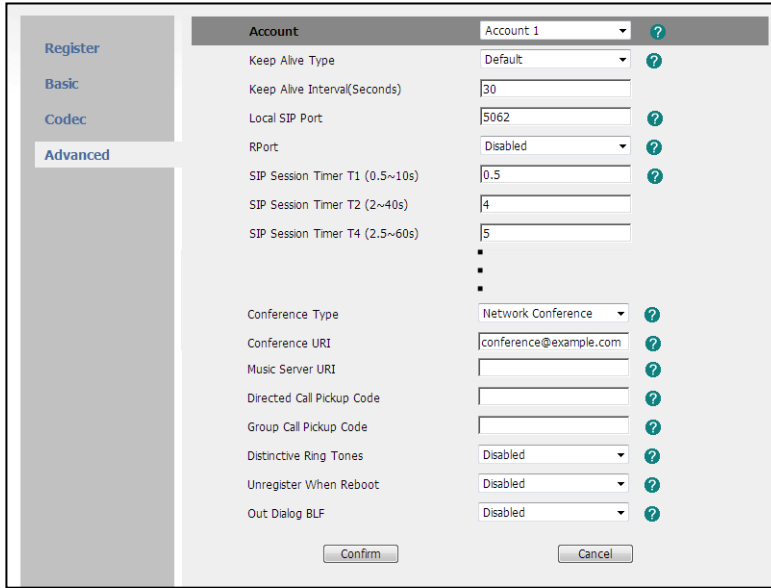 Register
Basic
Codec
Advanced
Account Account 1 ?
Keep Alive Type Default ?
Keep Alive Interval(Seconds) 30
Local SIP Port 5062 ?
RPort Disabled ?
SIP Session Timer T1 (0.5~10s) 0.5 ?
SIP Session Timer T2 (2~40s) 4
SIP Session Timer T4 (2.5~60s) 5
Conference Type Network Conference ?
Conference URI conference@example.com ?
Music Server URI ?
Directed Call Pickup Code ?
Group Call Pickup Code ?
Distinctive Ring Tones Disabled ?
Unregister When Reboot Disabled ?
Out Dialog BLF Disabled ?
Confirm Cancel